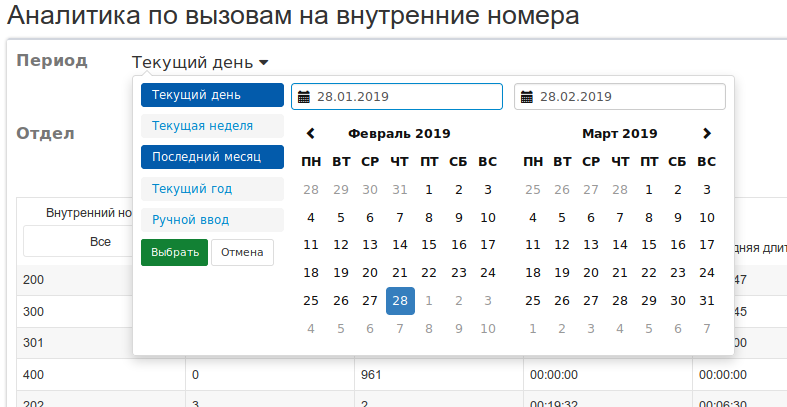 Аналитика по вызовам на внутренние номера
Период
Текущий день
Отдел
Текущий день
Текущая неделя
Последний месяц
Текущий год
Ручной ввод
Выбрать Отмена
28.01.2019 28.02.2019
Февраль 2019
ПН ВТ СР ЧТ ПТ СБ ВС
28 29 30 31 1 2 3
4 5 6 7 8 9 10
11 12 13 14 15 16 17
18 19 20 21 22 23 24
25 26 27 28 1 2 3
4 5 6 7 8 9 10
Март 2019
ПН ВТ СР ЧТ ПТ СБ ВС
25 26 27 28 1 2 3
4 5 6 7 8 9 10
11 12 13 14 15 16 17
18 19 20 21 22 23 24
25 26 27 28 29 30 31
1 2 3 4 5 6 7
Внутренний но
дняя длит
Все
200 47
300 45
301 00
400 0 961 00:00:00 00:00:00
202 3 2 00:19:32 00:06:30